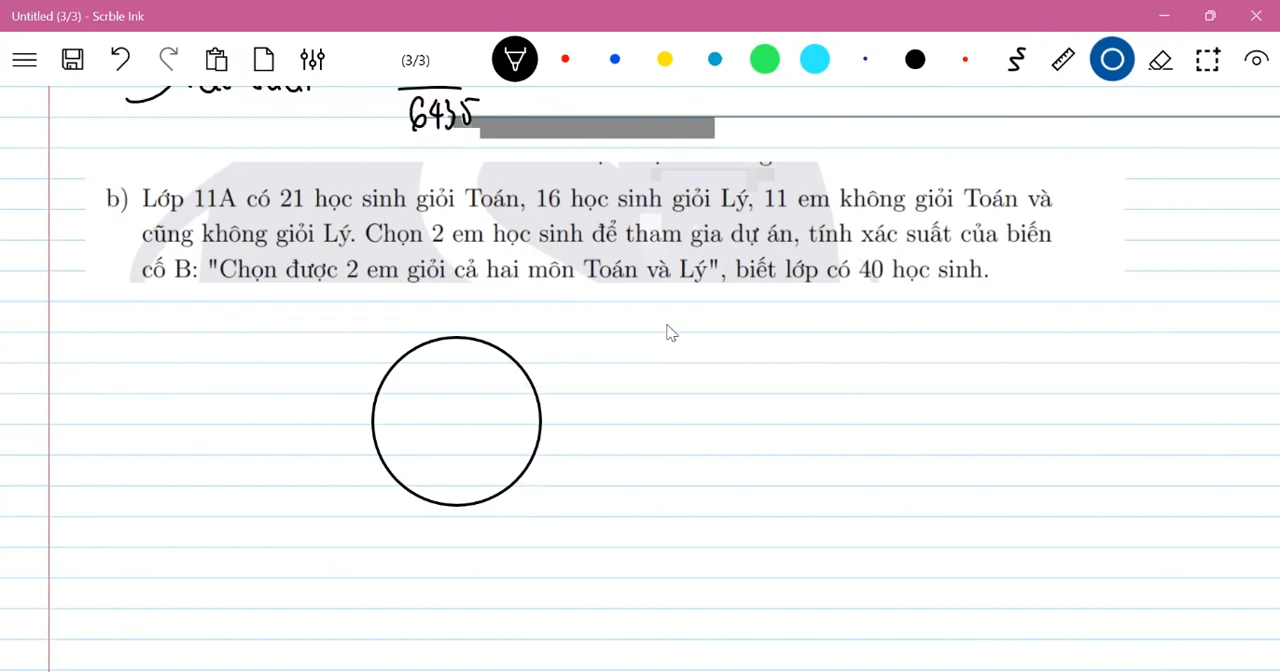 Untitled (3/3) - Scrble Ink
(3/3)
6435
b) Lớp 11A có 21 học sinh giỏi Toán, 16 học sinh giỏi Lý, 11 em không giỏi Toán và
cũng không giỏi Lý. Chọn 2 em học sinh để tham gia dự án, tính xác suất của biến
cố B: "Chọn được 2 em giỏi cả hai môn Toán và Lý", biết lớp có 40 học sinh.